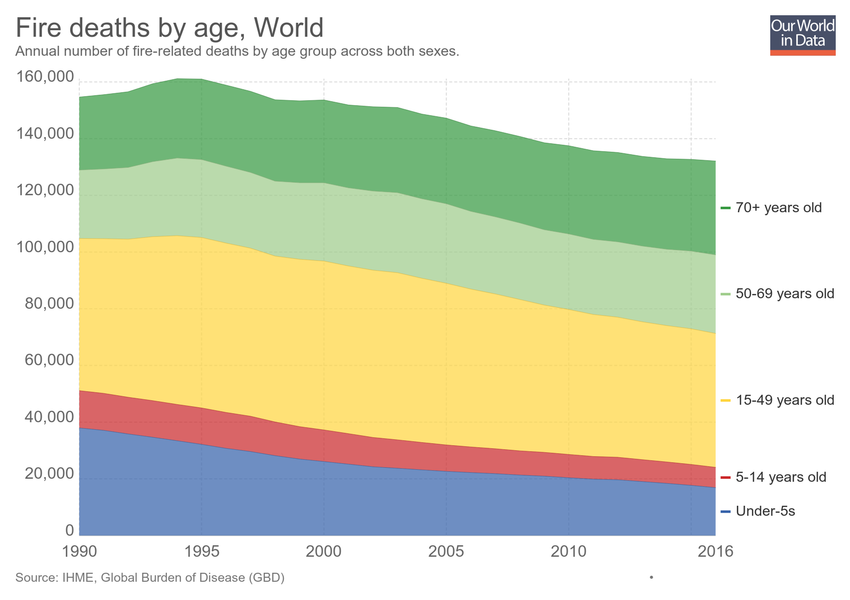 Fire deaths by age, World
Annual number of fire-related deaths by age group across both sexes.
Our World
in Data
160,000
140,000
120,000
100,000
80,000
60,000
40,000
20,000
0
1990
1995
2000
2005
2010
2016
70+ years old
50-69 years old
15-49 years old
5-14 years old
Under-5s
Source: IHME, Global Burden of Disease (GBD)